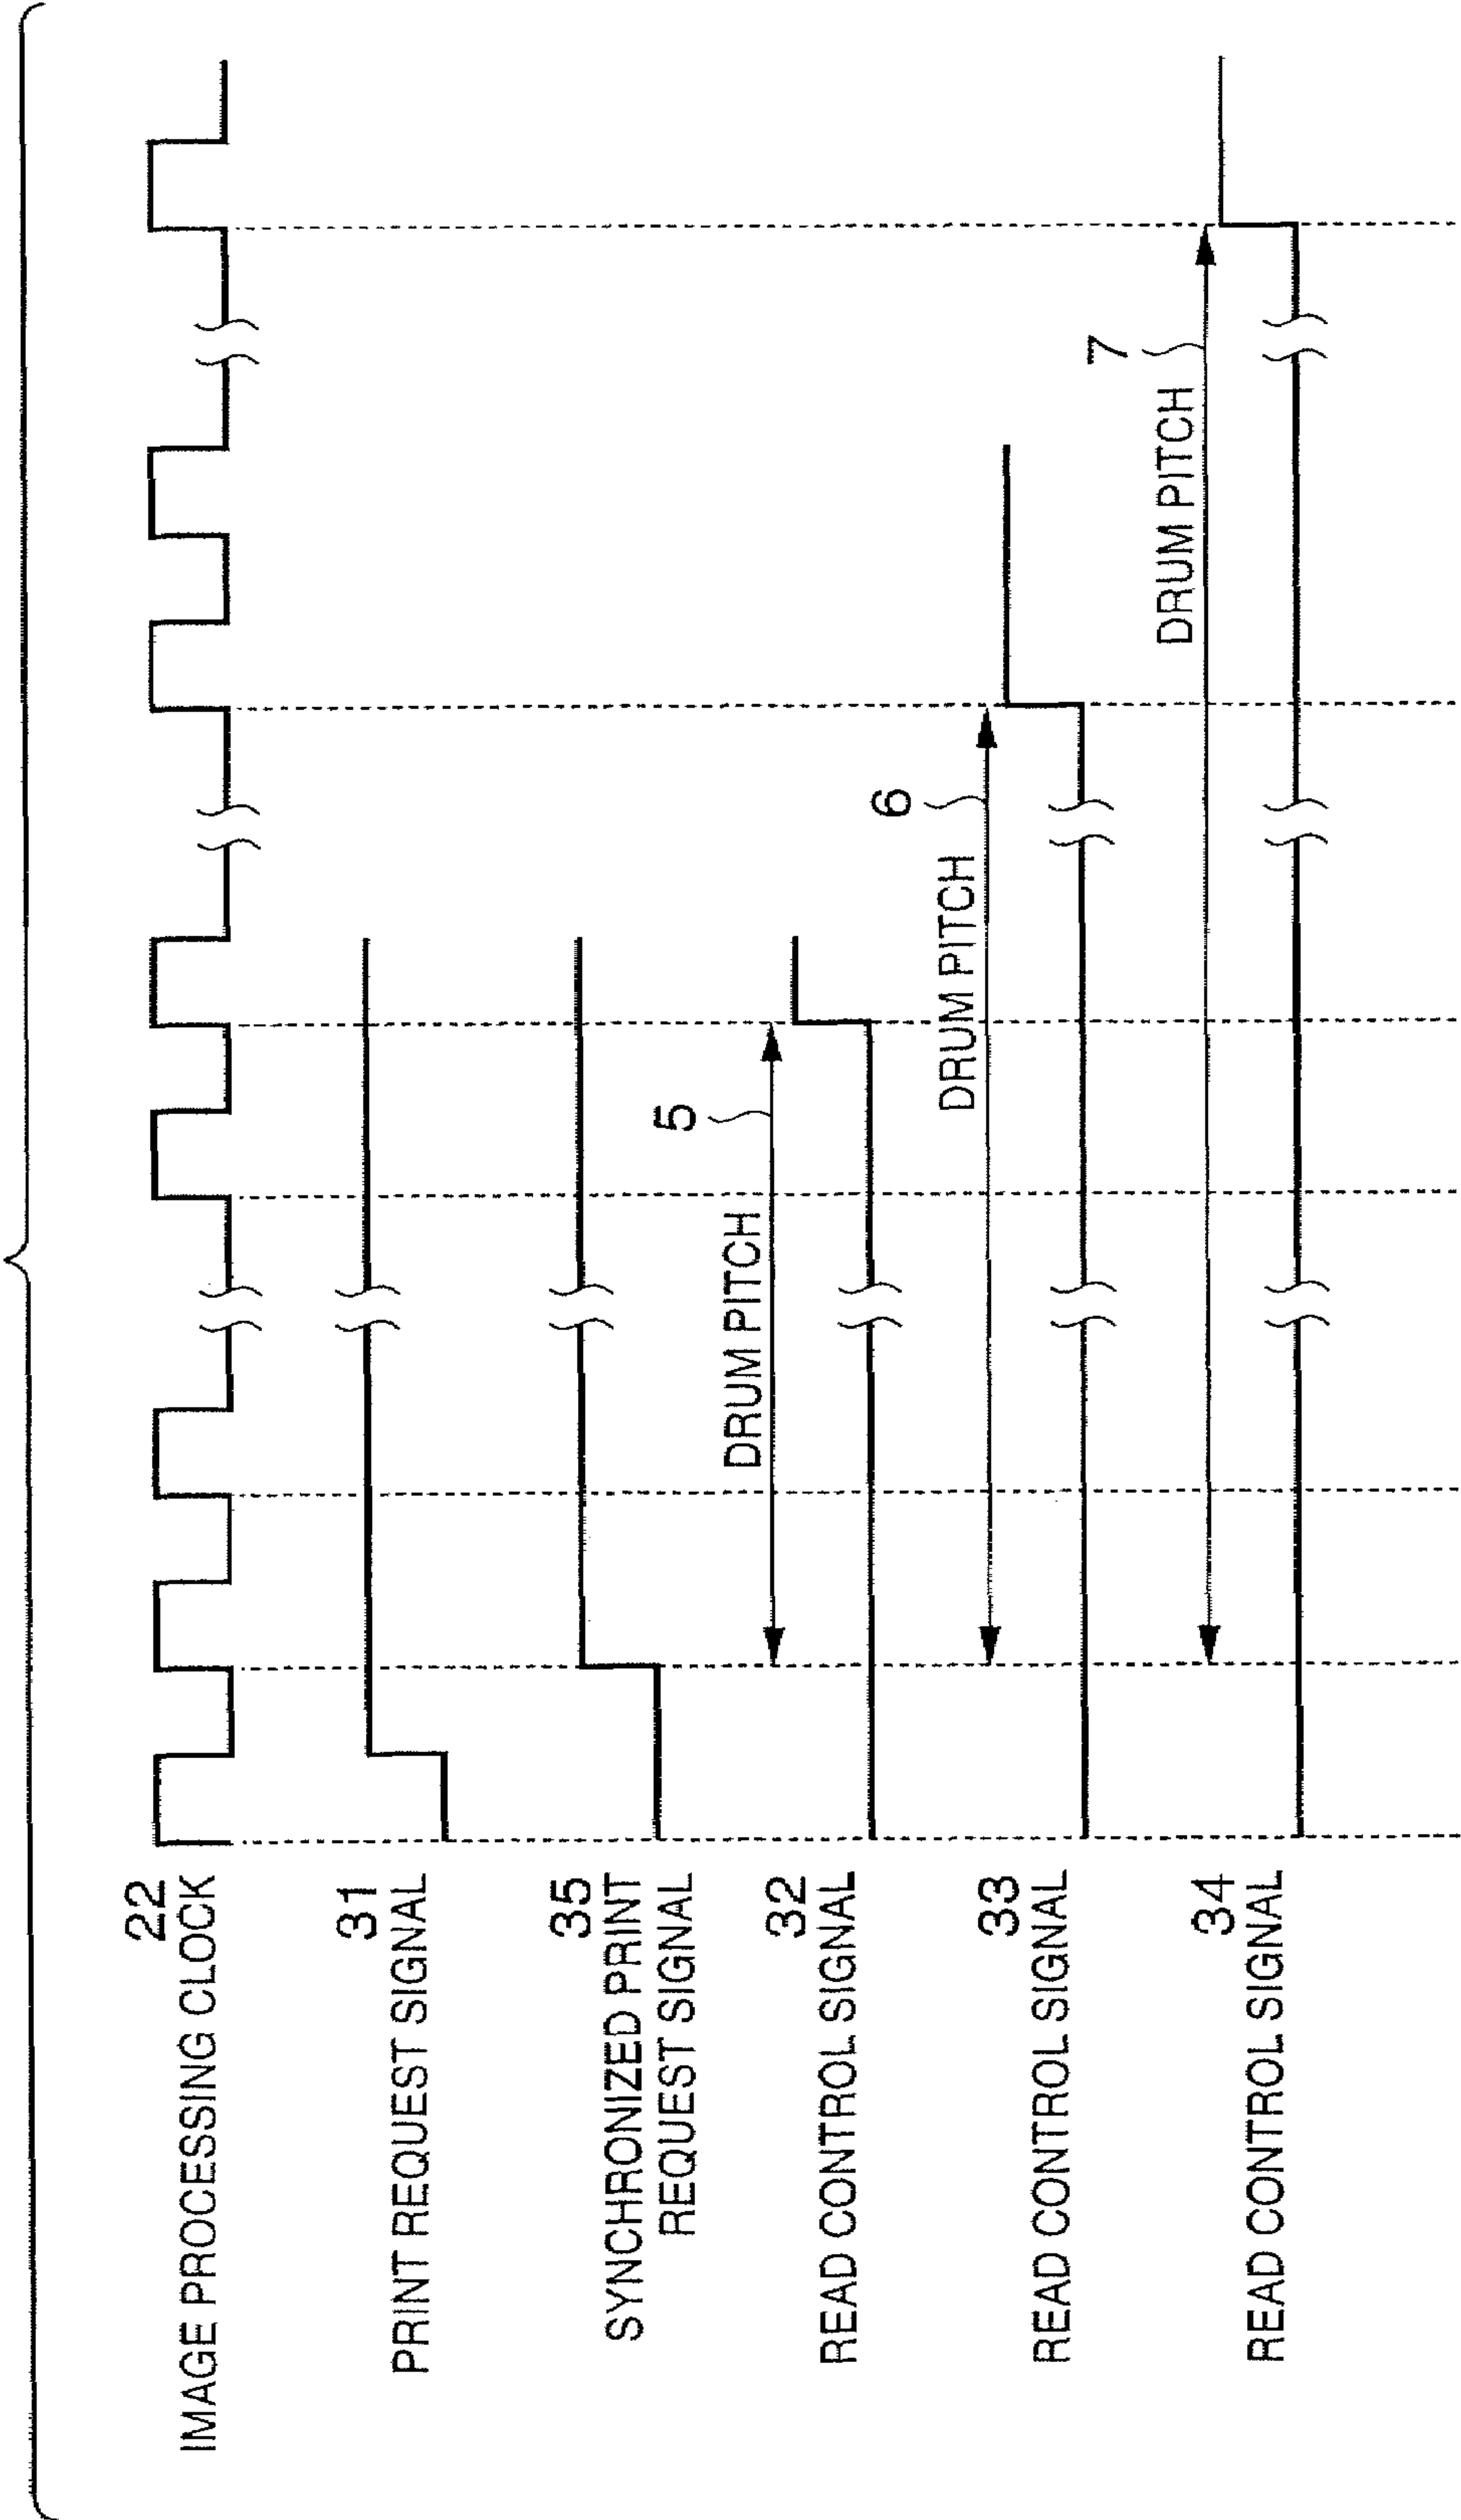 22
IMAGE PROCESSING CLOCK
31
PRINT REQUEST SIGNAL
35
SYNCHRONIZED PRINT
REQUEST SIGNAL
DRUM PITCH
5
32
READ CONTROL SIGNAL
DRUM PITCH
6
33
READ CONTROL SIGNAL
DRUM PITCH
7
34
READ CONTROL SIGNAL